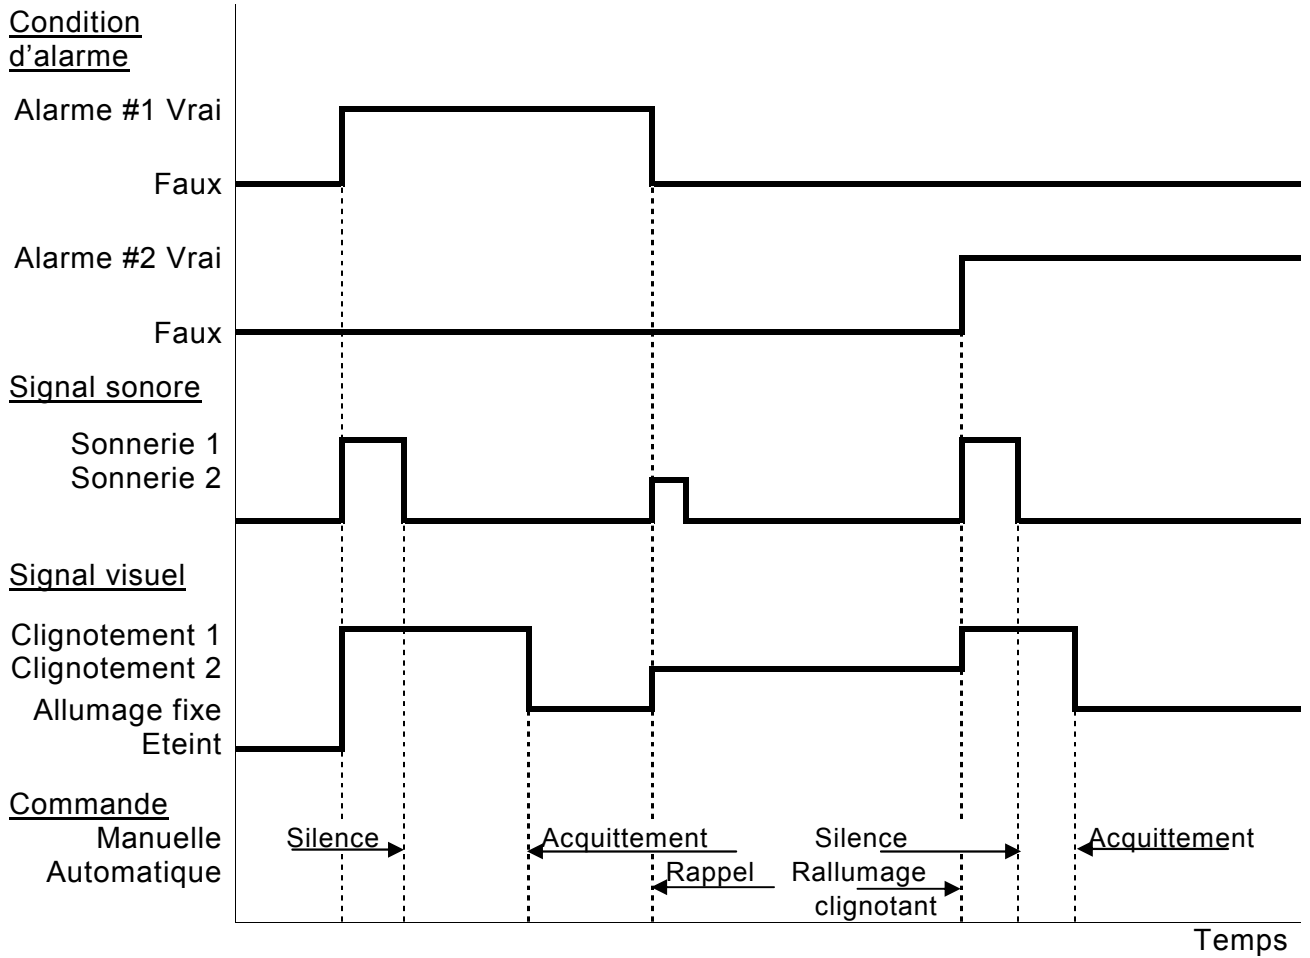 Condition
d'alarme
Alarme #1 Vrai
Faux
Alarme #2 Vrai
Faux
Signal sonore
Sonnerie 1
Sonnerie 2
Signal visuel
Clignotement 1
Clignotement 2
Allumage fixe
Eteint
Commande
Manuelle
Silence
Acquittement
Silence
Acquittement
Automatique
Rappel
Rallumage
clignotant
Temps